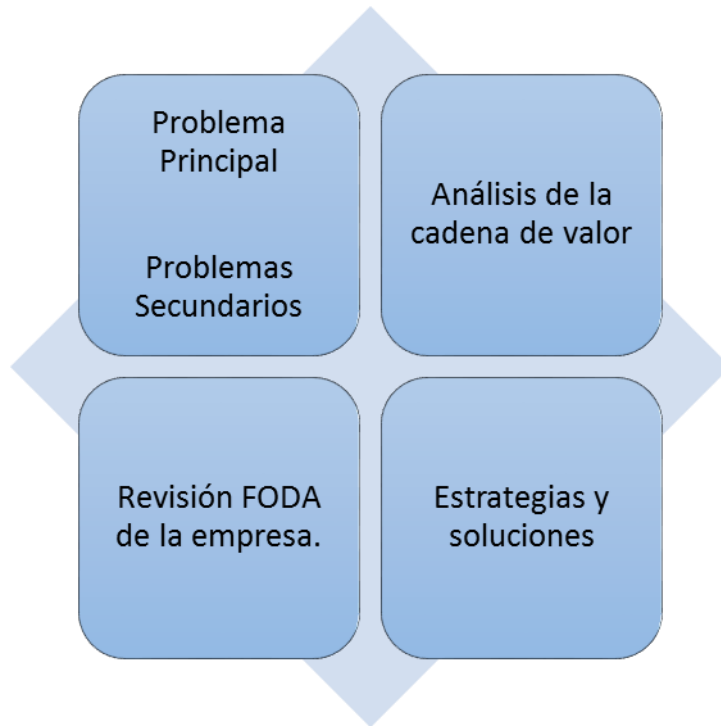 Problema
Principal
Problemas
Secundarios
Análisis de la
cadena de valor
Revisión FODA
de la empresa.
Estrategias y
soluciones